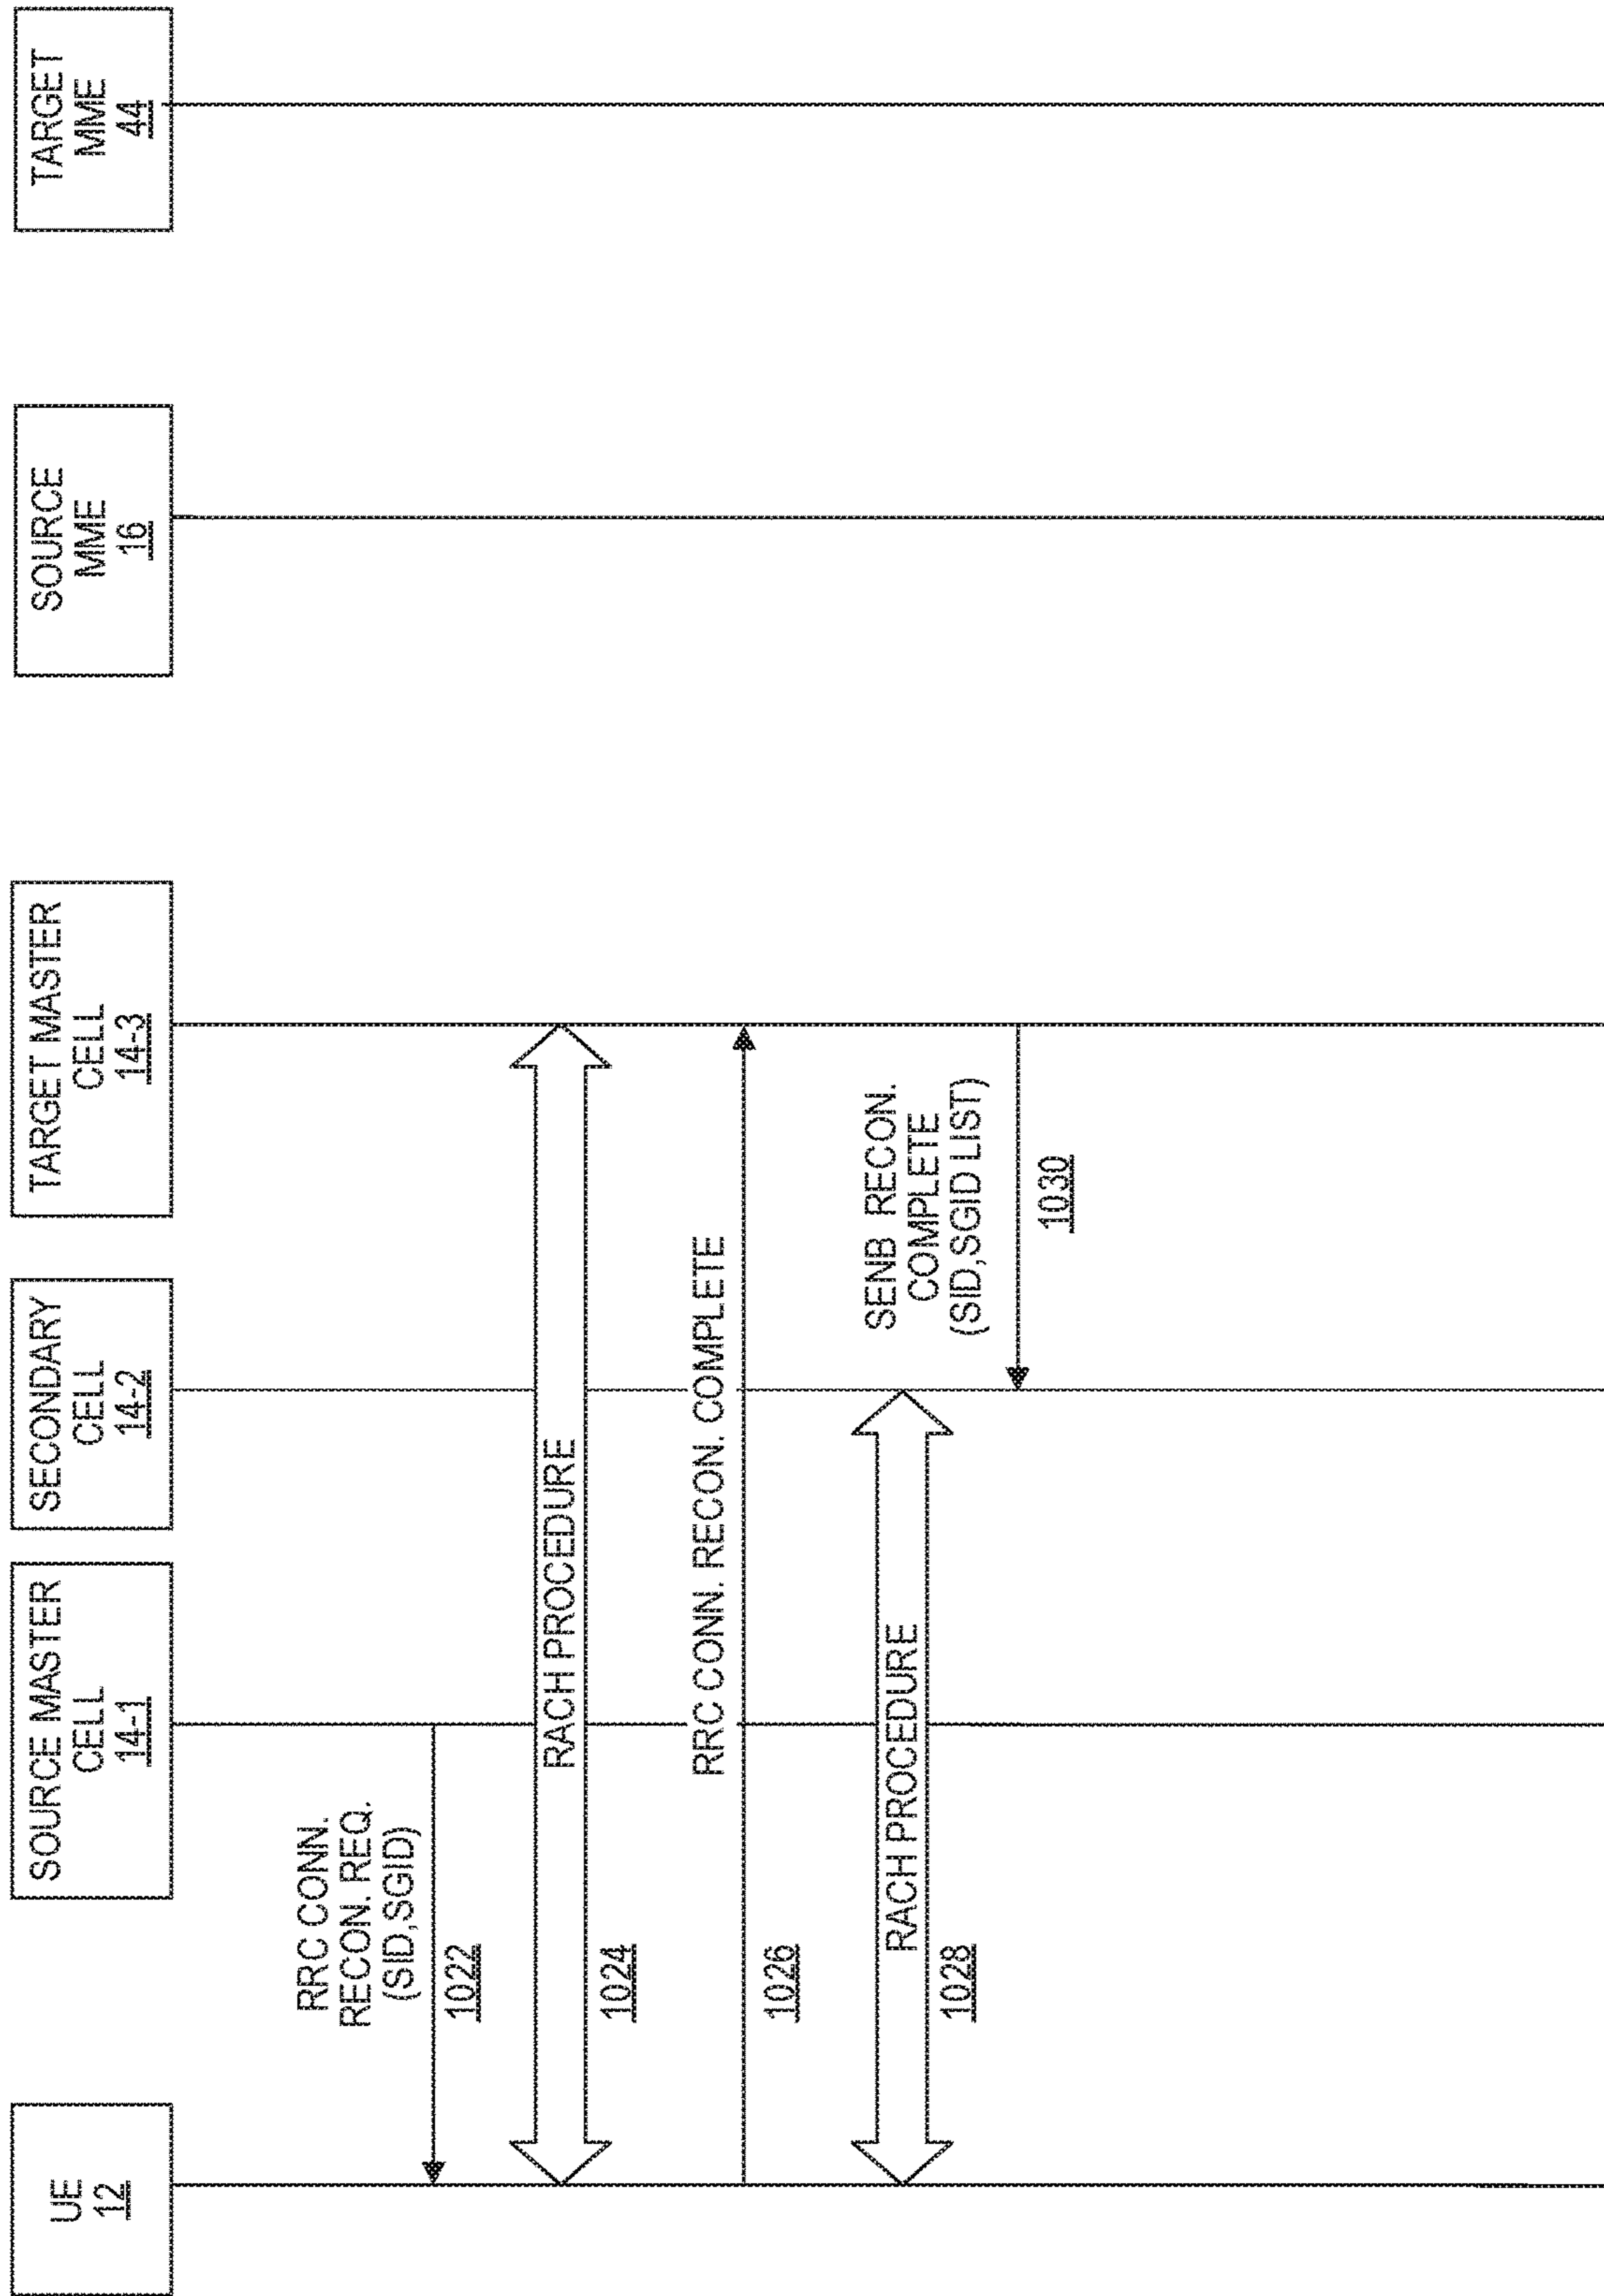 UE
12
SOURCE MASTER
CELL
14-1
SECONDARY
CELL
14-2
TARGET MASTER
CELL
14-3
SOURCE
MME
16
TARGET
MME
44
RRC CONN.
RECON. REQ.
(SID,SGID)
1022
RACH PROCEDURE
1024
RRC CONN. RECON. COMPLETE
1026
RACH PROCEDURE
1028
SENB RECON.
COMPLETE
(SID,SGID LIST)
1030